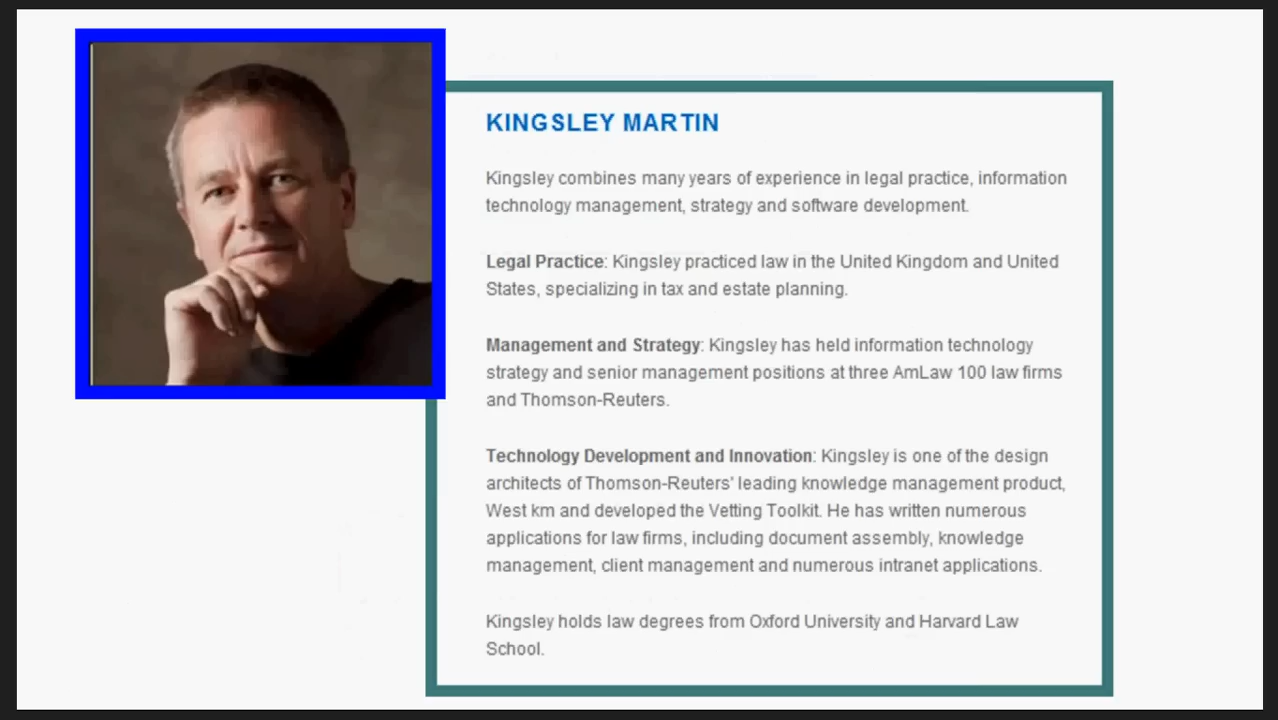 KINGSLEY MARTIN
Kingsley combines many years of experience in legal practice, information
technology management, strategy and software development.
Legal Practice: Kingsley practiced law in the United Kingdom and United
States, specializing in tax and estate planning.
Management and Strategy: Kingsley has held information technology
strategy and senior management positions at three AmLaw 100 law firms
and Thomson-Reuters.
Technology Development and Innovation: Kingsley is one of the design
architects of Thomson-Reuters' leading knowledge management product,
West km and developed the Vetting Toolkit. He has written numerous
applications for law firms, including document assembly, knowledge
management, client management and numerous intranet applications.
Kingsley holds law degrees from Oxford University and Harvard Law
School.